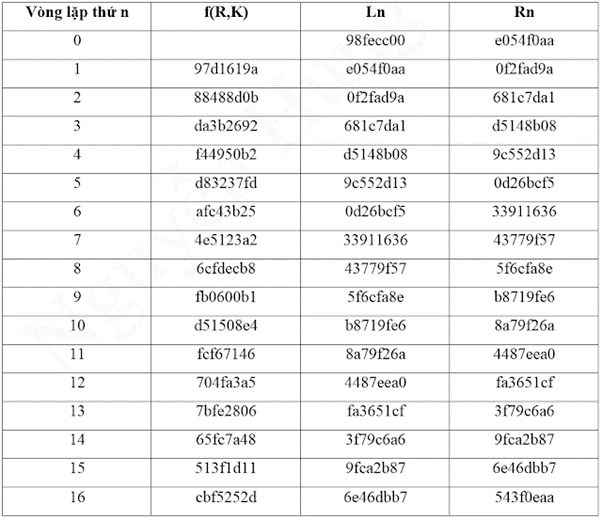 Vòng lặp thứ n f(R,K) Ln Rn
0 98fecc00 e054f0aa
1 97d1619a e054f0aa 0f2fad9a
2 88488d0b 0f2fad9a 681c7da1
3 da3b2692 681c7da1 d5148b08
4 f44950b2 d5148b08 9c552d13
5 d83237fd 9c552d13 0d26bcf5
6 afc43b25 0d26bcf5 33911636
7 4e5123a2 33911636 43779f57
8 6cfdecb8 43779f57 5f6cfa8e
9 fb0600b1 5f6cfa8e b8719fe6
10 d51508e4 b8719fe6 8a79f26a
11 fcf67146 8a79f26a 4487eea0
12 704fa3a5 4487eea0 fa3651cf
13 7bfe2806 fa3651cf 3f79c6a6
14 65fc7a48 3f79c6a6 9fca2b87
15 513f1d11 9fca2b87 6e46dbb7
16 cbf5252d 6e46dbb7 543f0eaa